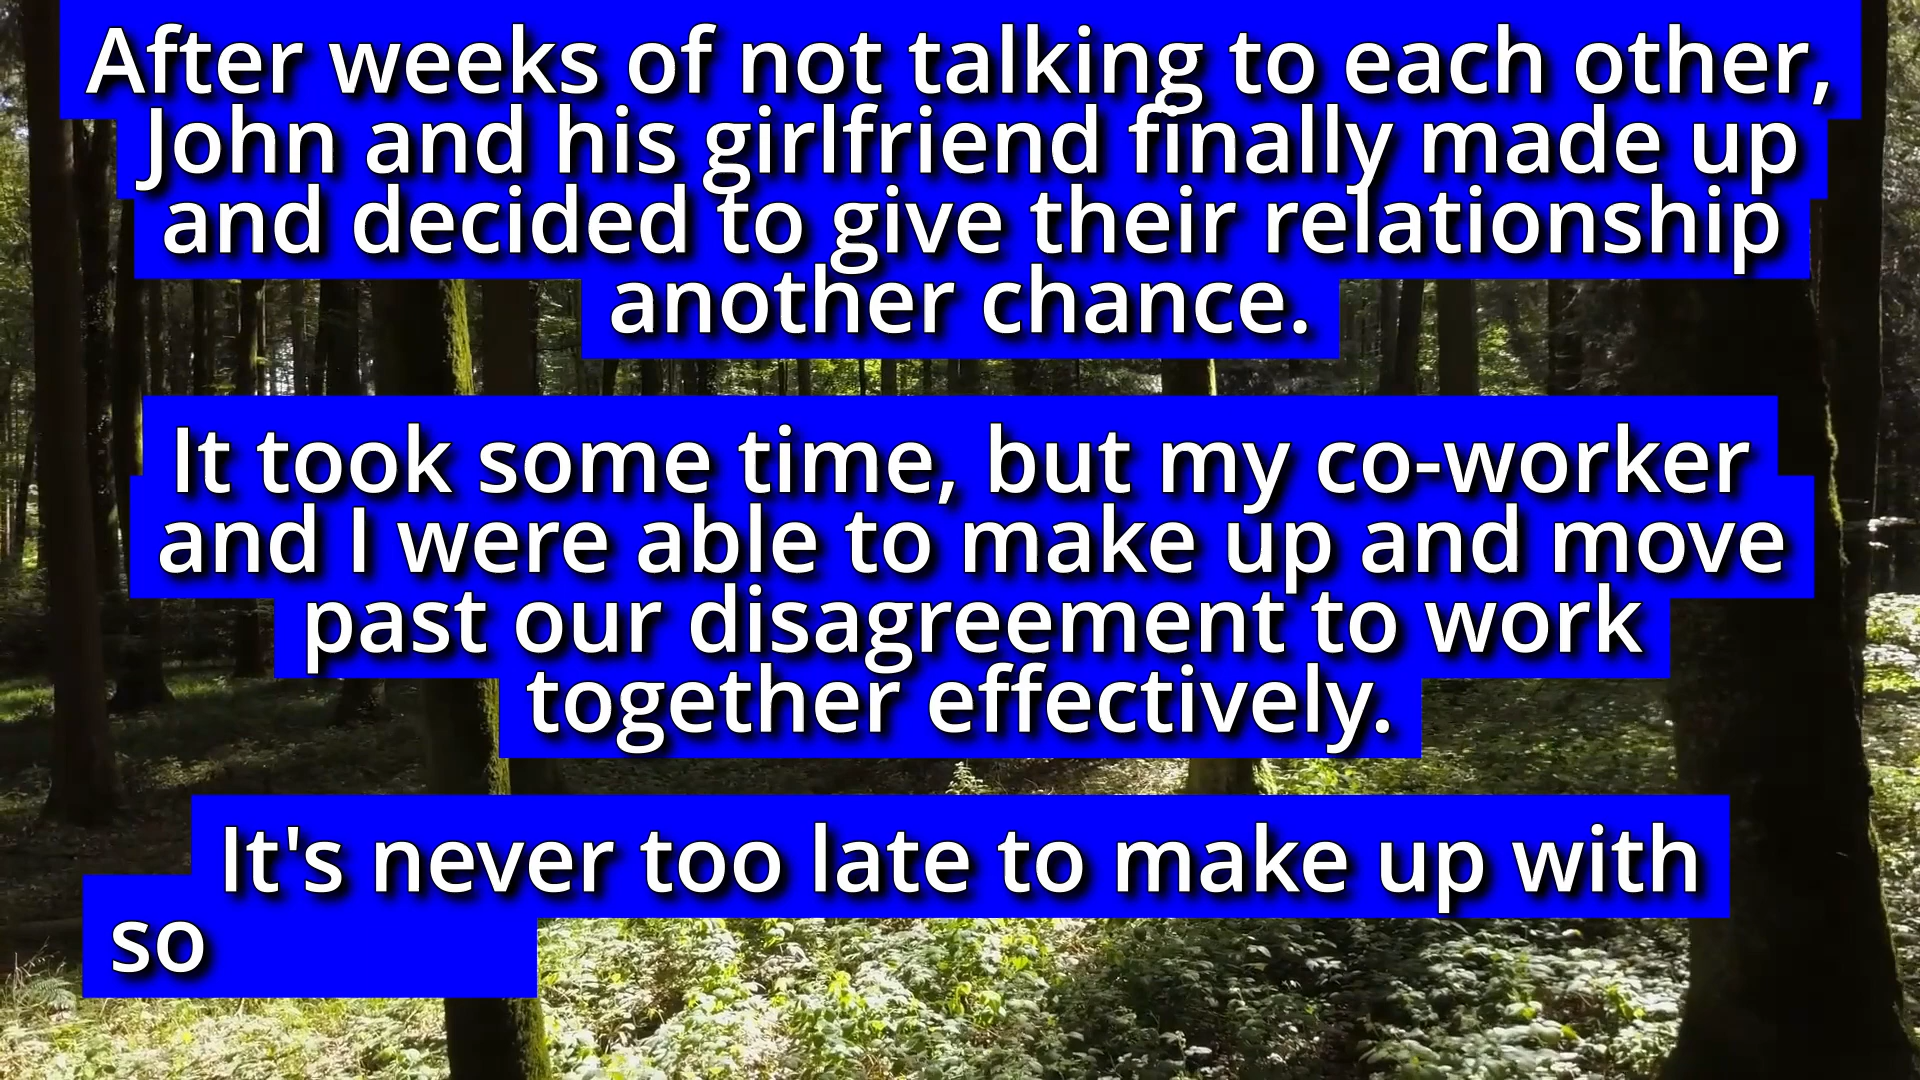 After weeks of not talking to each other,
John and his girlfriend finally made up
and decided to give their relationship
another chance.
It took some time, but my co-worker
and I were able to make up and move
past our disagreement to work
together effectively.
It's never too late to make up with
so